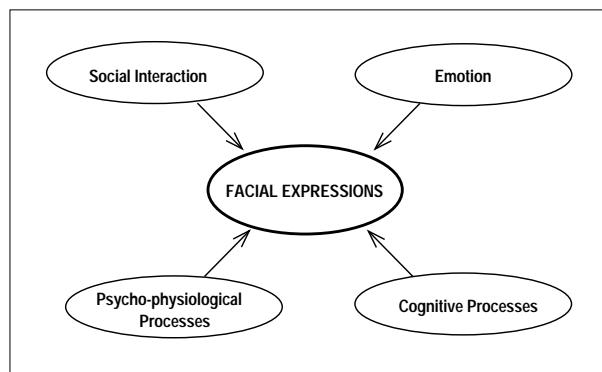 Social Interaction
Emotion
FACIAL EXPRESSIONS
Psycho-physiological
Processes
Cognitive Processes